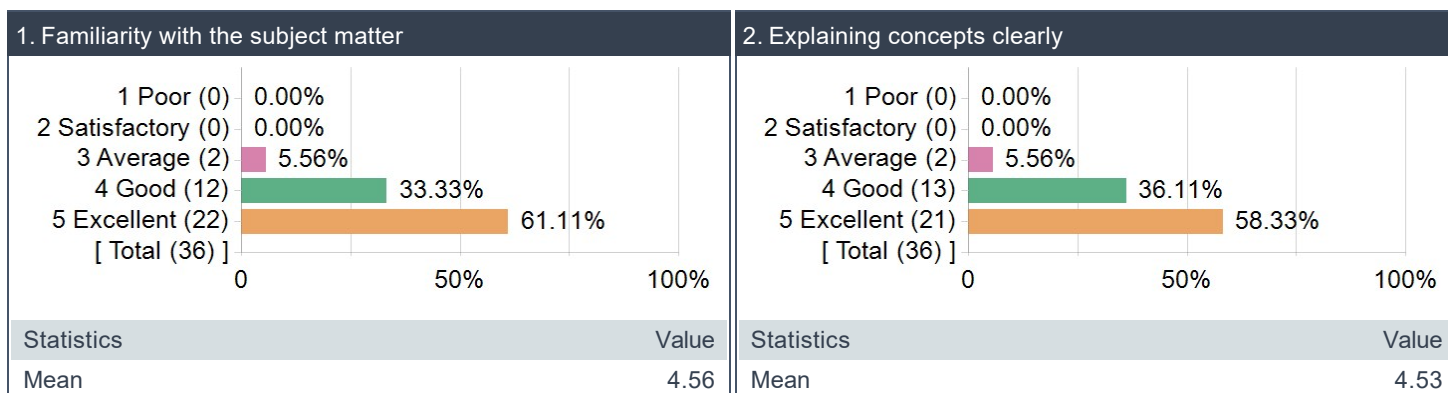 1. Familiarity with the subject matter
1 Poor (0) 0.00%
2 Satisfactory (0) 0.00%
3 Average (2) 5.56%
4 Good (12) 33.33%
5 Excellent (22) 61.11%
[ Total (36) ]
0 50% 100%
Statistics Value
Mean 4.56
2. Explaining concepts clearly
1 Poor (0) 0.00%
2 Satisfactory (0) 0.00%
3 Average (2) 5.56%
4 Good (13) 36.11%
5 Excellent (21) 58.33%
[ Total (36) ]
0 50% 100%
Statistics Value
Mean 4.53